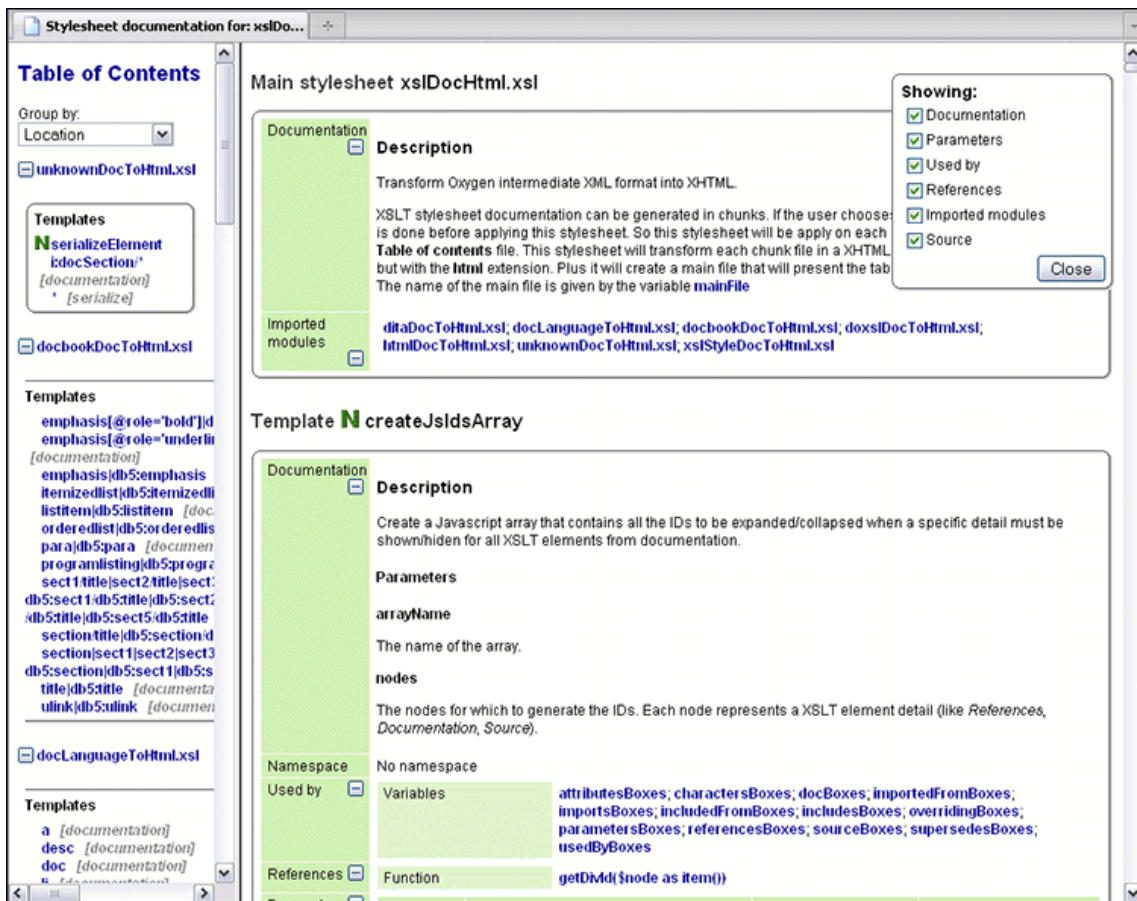 Stylesheet documentation for: xslDo...
Table of Contents
Group by:
Location
unknownDocToHtml.xsl
Templates
N serializeElement
i:docSection/*
[documentation]
* [serialize]
docbookDocToHtml.xsl
Templates
emphasis[@role='bold']|d
emphasis[@role='underlin
[documentation]
emphasis|db5:emphasis
itemizedlist|db5:itemizedli
listitem|db5:listitem [doc
orderedlist|db5:orderedlis
para|db5:para [documen
programlisting|db5:progra
sect1/title|sect2/title|sect3
db5:sect1/db5:title|db5:sect2
/db5:title|db5:sect5/db5:title
section/title|db5:section/d
section|sect1|sect2|sect3
db5:section|db5:sect1|db5:s
title|db5:title [documenta
ulink|db5:ulink [documen
docLanguageToHtml.xsl
Templates
a [documentation]
desc [documentation]
doc [documentation]
Main stylesheet xslDocHtml.xsl
Documentation
Description
Transform Oxygen intermediate XML format into XHTML.
XSLT stylesheet documentation can be generated in chunks. If the user chooses
is done before applying this stylesheet. So this stylesheet will be apply on each
Table of contents file. This stylesheet will transform each chunk file in a XHTML
but with the html extension. Plus it will create a main file that will present the tab
The name of the main file is given by the variable mainFile
Imported
modules
ditaDocToHtml.xsl; docLanguageToHtml.xsl; docbookDocToHtml.xsl; doxslDocToHtml.xsl;
htmlDocToHtml.xsl; unknownDocToHtml.xsl; xslStyleDocToHtml.xsl
Showing:
Documentation
Parameters
Used by
References
Imported modules
Source
Close
Template N createJsIdsArray
Documentation
Description
Create a Javascript array that contains all the IDs to be expanded/collapsed when a specific detail must be
shown/hiden for all XSLT elements from documentation.
Parameters
arrayName
The name of the array.
nodes
The nodes for which to generate the IDs. Each node represents a XSLT element detail (like References,
Documentation, Source).
Namespace No namespace
Used by Variables
attributesBoxes; charactersBoxes; docBoxes; importedFromBoxes;
importsBoxes; includedFromBoxes; includesBoxes; overridingBoxes;
parametersBoxes; referencesBoxes; sourceBoxes; supersedesBoxes;
usedByBoxes
References Function getDivId($node as item())